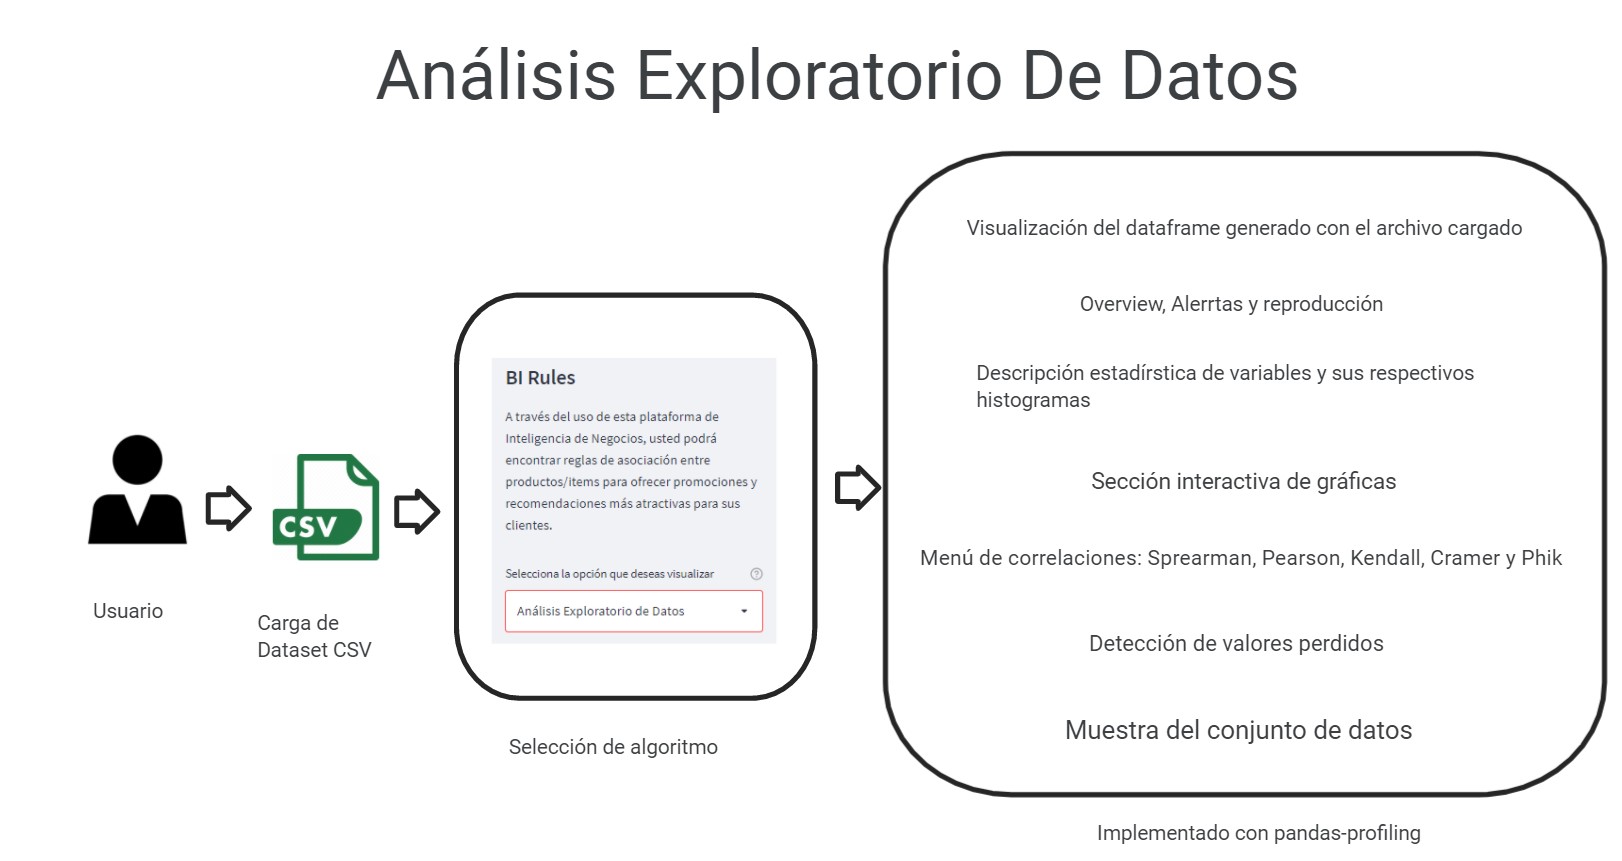 Análisis Exploratorio De Datos
Usuario
CSV
Carga de
Dataset CSV
BI Rules
A través del uso de esta plataforma de
Inteligencia de Negocios, usted podrá
encontrar reglas de asociación entre
productos/items para ofrecer promociones y
recomendaciones más atractivas para sus
clientes.
Selecciona la opción que deseas visualizar ?
Análisis Exploratorio de Datos
Selección de algoritmo
Visualización del dataframe generado con el archivo cargado
Overview, Alerrtas y reproducción
Descripción estadírstica de variables y sus respectivos
histogramas
Sección interactiva de gráficas
Menú de correlaciones: Sprearman, Pearson, Kendall, Cramer y Phik
Detección de valores perdidos
Muestra del conjunto de datos
Implementado con pandas-profiling